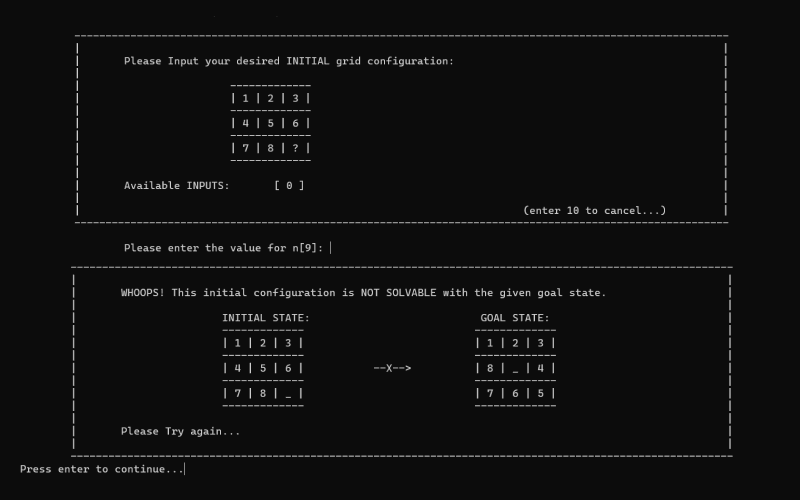 Please Input your desired INITIAL grid configuration:
-------------
| 1 | 2 | 3 |
-------------
| 4 | 5 | 6 |
-------------
| 7 | 8 | ? |
-------------
Available INPUTS: [ 0 ]
(enter 10 to cancel...)
Please enter the value for n[9]:
WHOOPS! This initial configuration is NOT SOLVABLE with the given goal state.
INITIAL STATE: GOAL STATE:
------------- -------------
| 1 | 2 | 3 | | 1 | 2 | 3 |
------------- -------------
| 4 | 5 | 6 | --X--> | 8 | _ | 4 |
------------- -------------
| 7 | 8 | _ | | 7 | 6 | 5 |
------------- -------------
Please Try again...
Press enter to continue...